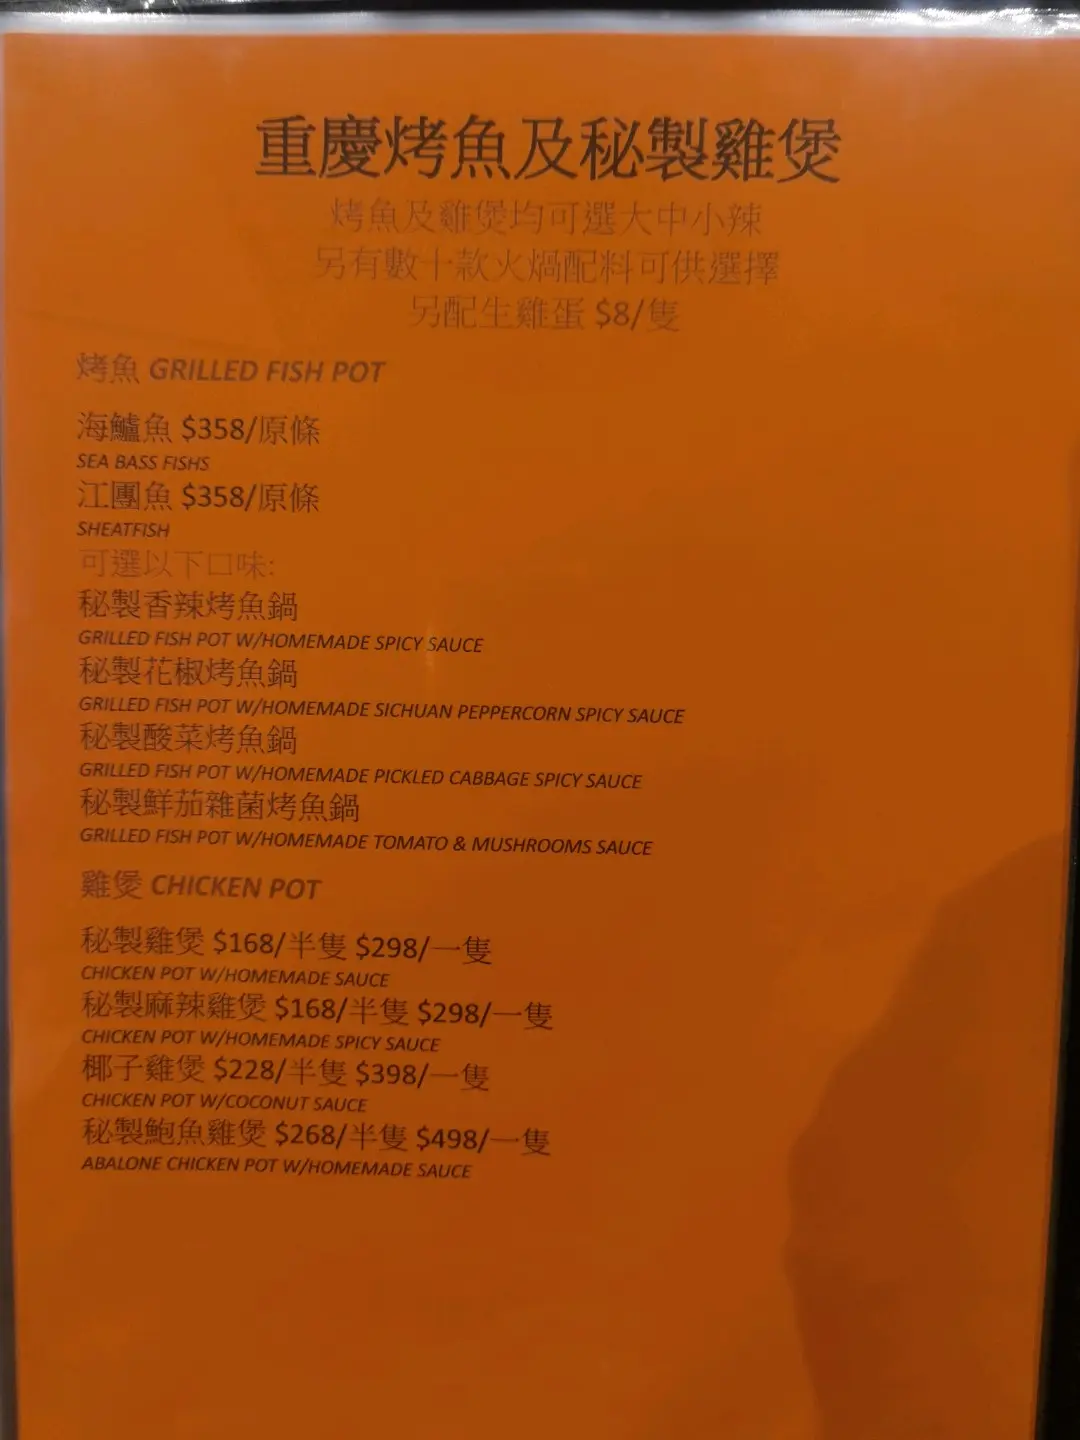 重慶烤魚及秘製雞煲
烤魚及雞煲均可選大中小辣
另有數十款火煱配料可供選擇
另配生雞蛋 $8/隻
烤魚 GRILLED FISH POT
海鱸魚 $358/原條
SEA BASS FISHS
江團魚 $358/原條
SHEATFISH
可選以下口味:
秘製香辣烤魚鍋
GRILLED FISH POT W/HOMEMADE SPICY SAUCE
秘製花椒烤魚鍋
GRILLED FISH POT W/HOMEMADE SICHUAN PEPPERCORN SPICY SAUCE
秘製酸菜烤魚鍋
GRILLED FISH POT W/HOMEMADE PICKLED CABBAGE SPICY SAUCE
秘製鮮茄雜菌烤魚鍋
GRILLED FISH POT W/HOMEMADE TOMATO & MUSHROOMS SAUCE
雞煲 CHICKEN POT
秘製雞煲 $168/半隻 $298/一隻
CHICKEN POT W/HOMEMADE SAUCE
秘製麻辣雞煲 $168/半隻 $298/一隻
CHICKEN POT W/HOMEMADE SPICY SAUCE
椰子雞煲 $228/半隻 $398/一隻
CHICKEN POT W/COCONUT SAUCE
秘製鮑魚雞煲 $268/半隻 $498/一隻
ABALONE CHICKEN POT W/HOMEMADE SAUCE